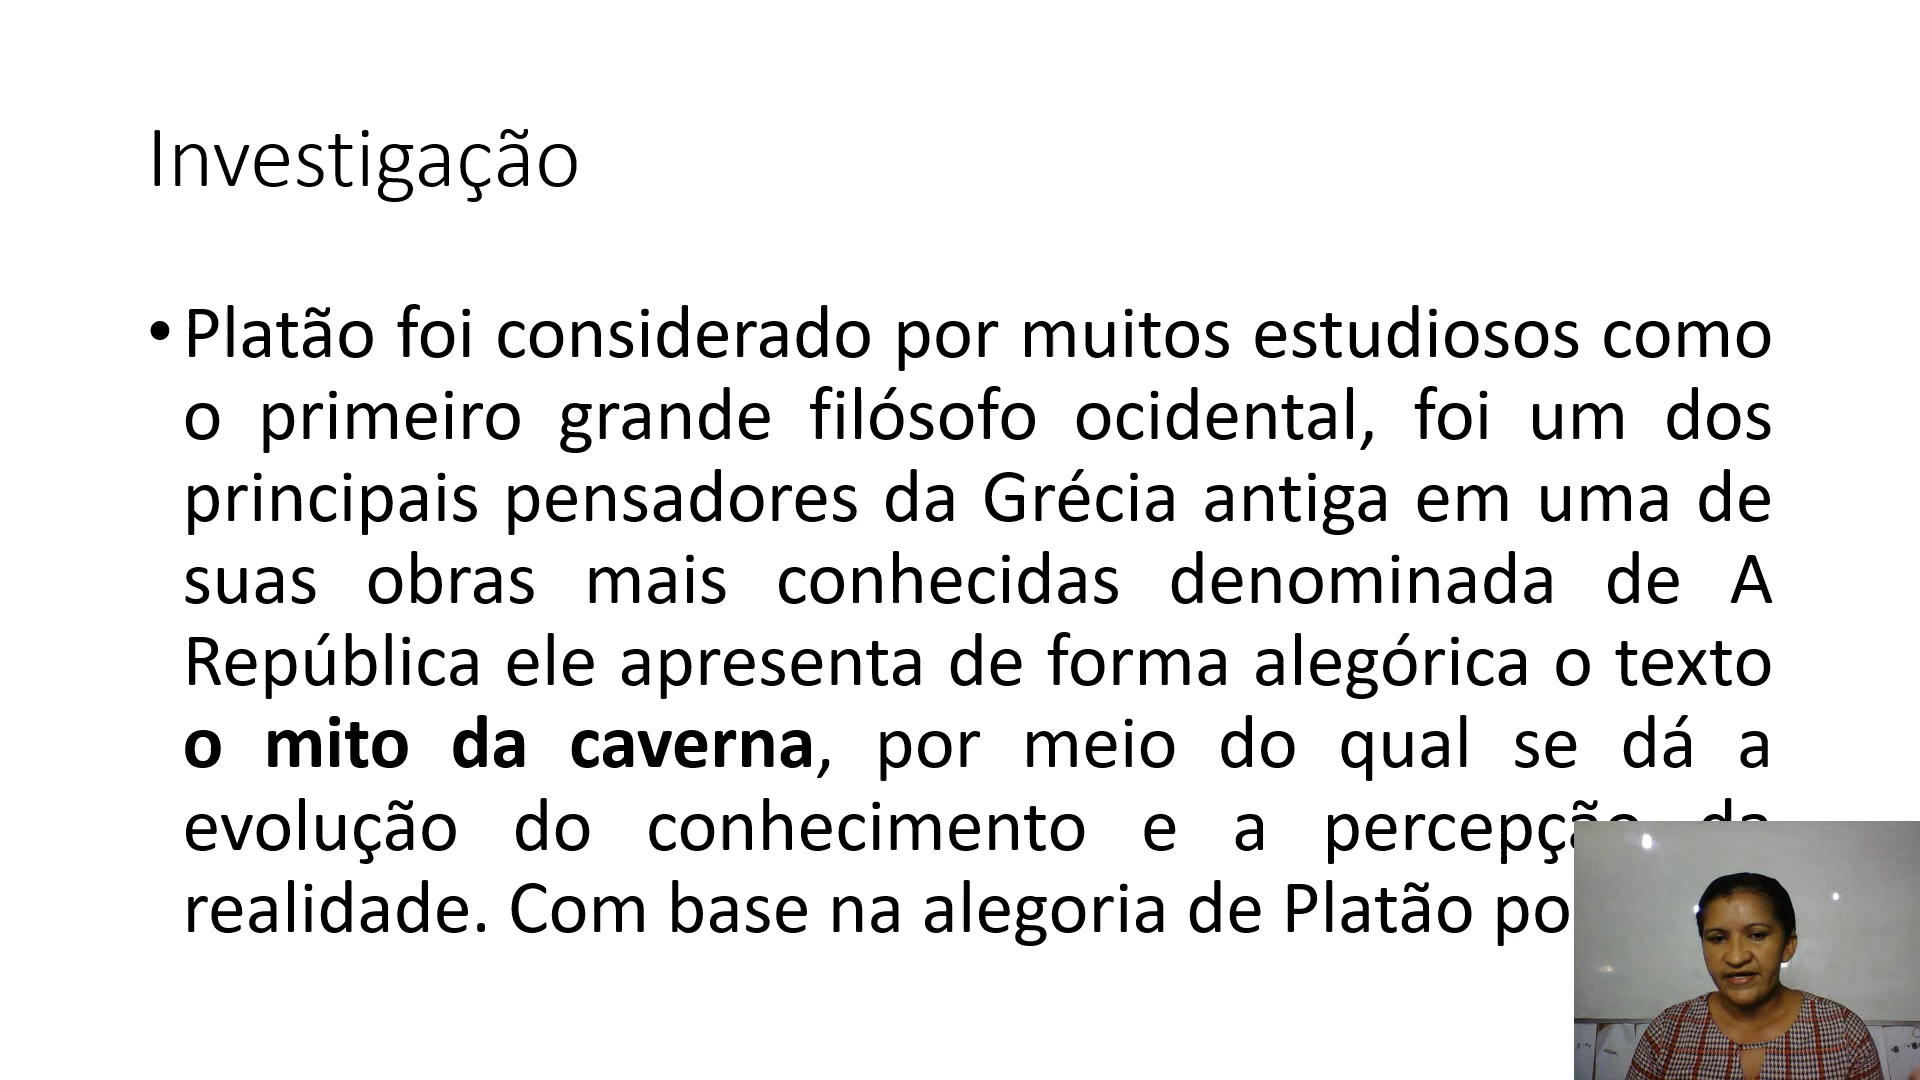 Investigação
• Platão foi considerado por muitos estudiosos como
o primeiro grande filósofo ocidental, foi um dos
principais pensadores da Grécia antiga em uma de
suas obras mais conhecidas denominada de A
República ele apresenta de forma alegórica o texto
o mito da caverna, por meio do qual se dá a
evolução do conhecimento e a percepção da
realidade. Com base na alegoria de Platão